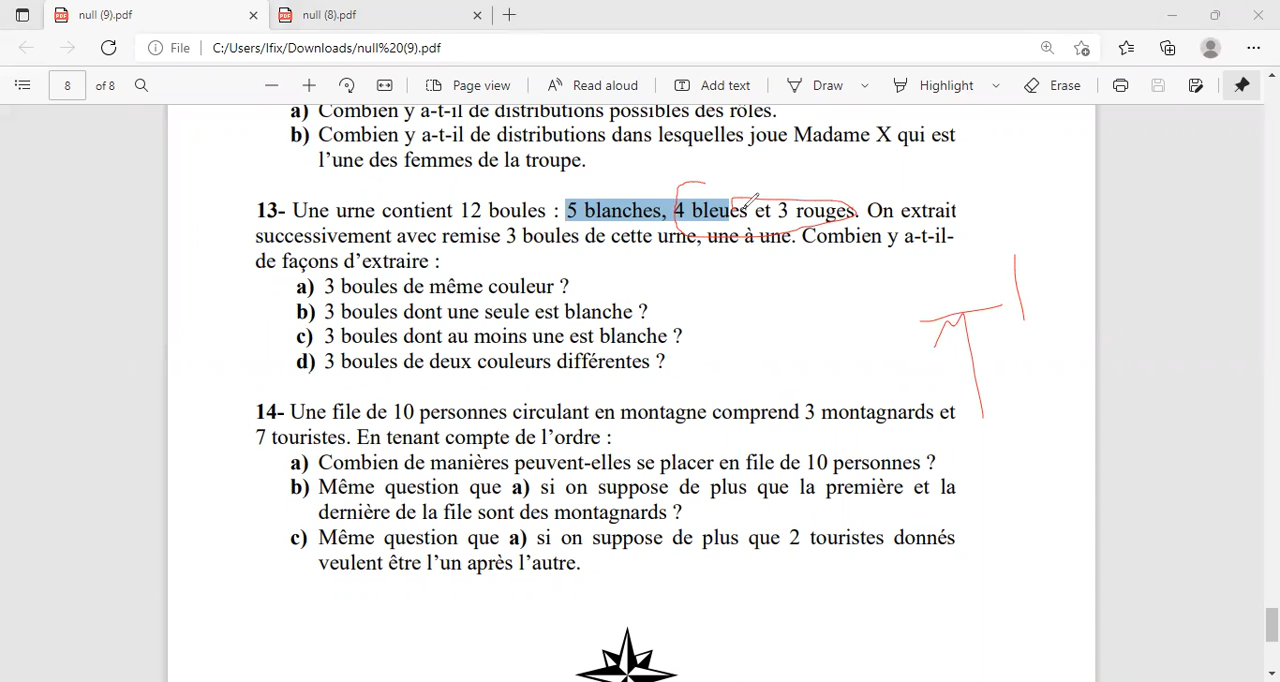 null (9).pdf
null (8).pdf
File C:/Users/Ifix/Downloads/null%20(9).pdf
8 of 8 Page view Read aloud Add text Draw Highlight Erase
a) Combien y a-t-il de distributions possibles des rôles.
b) Combien y a-t-il de distributions dans lesquelles joue Madame X qui est
l’une des femmes de la troupe.
13- Une urne contient 12 boules : 5 blanches, 4 bleues et 3 rouges. On extrait
successivement avec remise 3 boules de cette urne, une à une. Combien y a-t-il-
de façons d’extraire :
a) 3 boules de même couleur ?
b) 3 boules dont une seule est blanche ?
c) 3 boules dont au moins une est blanche ?
d) 3 boules de deux couleurs différentes ?
14- Une file de 10 personnes circulant en montagne comprend 3 montagnards et
7 touristes. En tenant compte de l’ordre :
a) Combien de manières peuvent-elles se placer en file de 10 personnes ?
b) Même question que a) si on suppose de plus que la première et la
dernière de la file sont des montagnards ?
c) Même question que a) si on suppose de plus que 2 touristes donnés
veulent être l’un après l’autre.